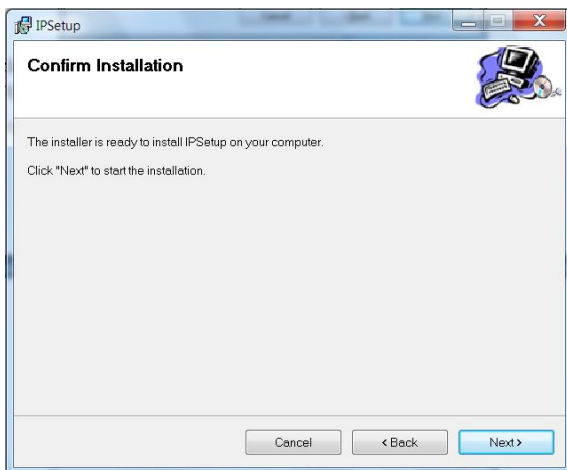 IPSetup
Confirm Installation
The installer is ready to install IPSetup on your computer.
Click "Next" to start the installation.
Cancel
< Back
Next >